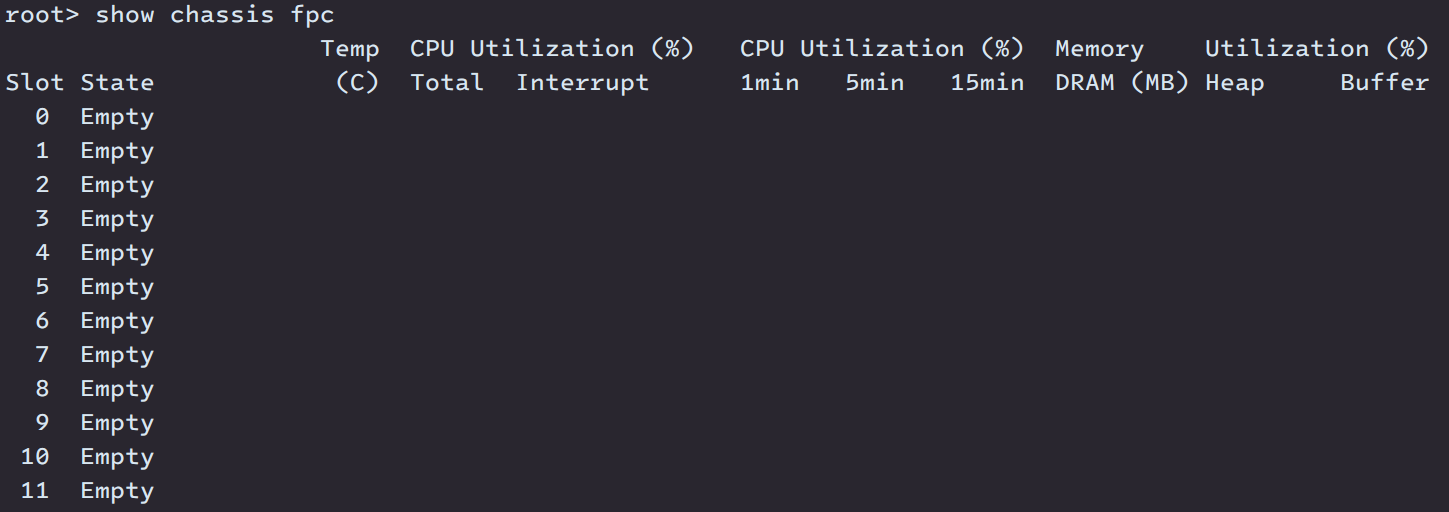 root> show chassis fpc
                     Temp  CPU Utilization (%)   CPU Utilization (%)  Memory    Utilization (%)
Slot State            (C)  Total  Interrupt      1min   5min   15min  DRAM (MB) Heap     Buffer
  0  Empty
  1  Empty
  2  Empty
  3  Empty
  4  Empty
  5  Empty
  6  Empty
  7  Empty
  8  Empty
  9  Empty
 10  Empty
 11  Empty